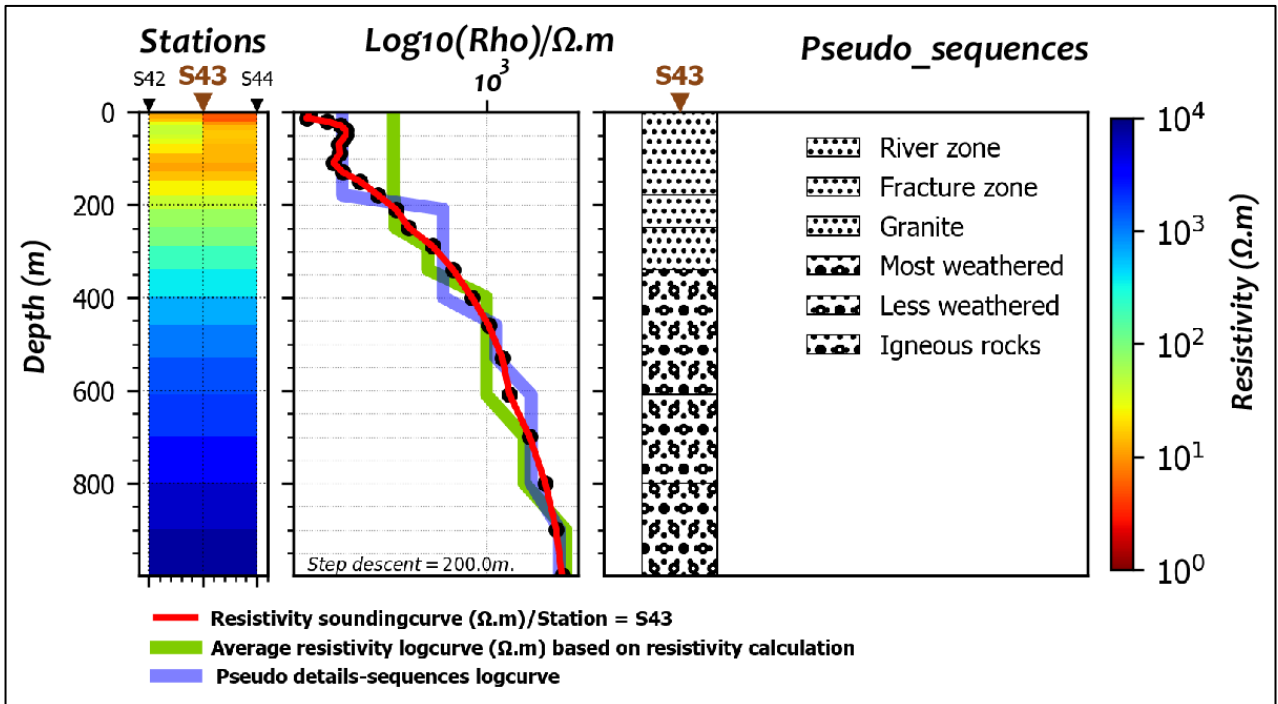 Stations
Log10(Rho)/Ω.m
Pseudo_sequences
S42
S43
S44
10³
S43
0
200
400
600
800
Depth (m)
Step descent = 200.0m.
River zone
Fracture zone
Granite
Most weathered
Less weathered
Igneous rocks
10⁴
10³
10²
10¹
10⁰
Resistivity (Ω.m)
Resistivity soundingcurve (Ω.m)/Station = S43
Average resistivity logcurve (Ω.m) based on resistivity calculation
Pseudo details-sequences logcurve